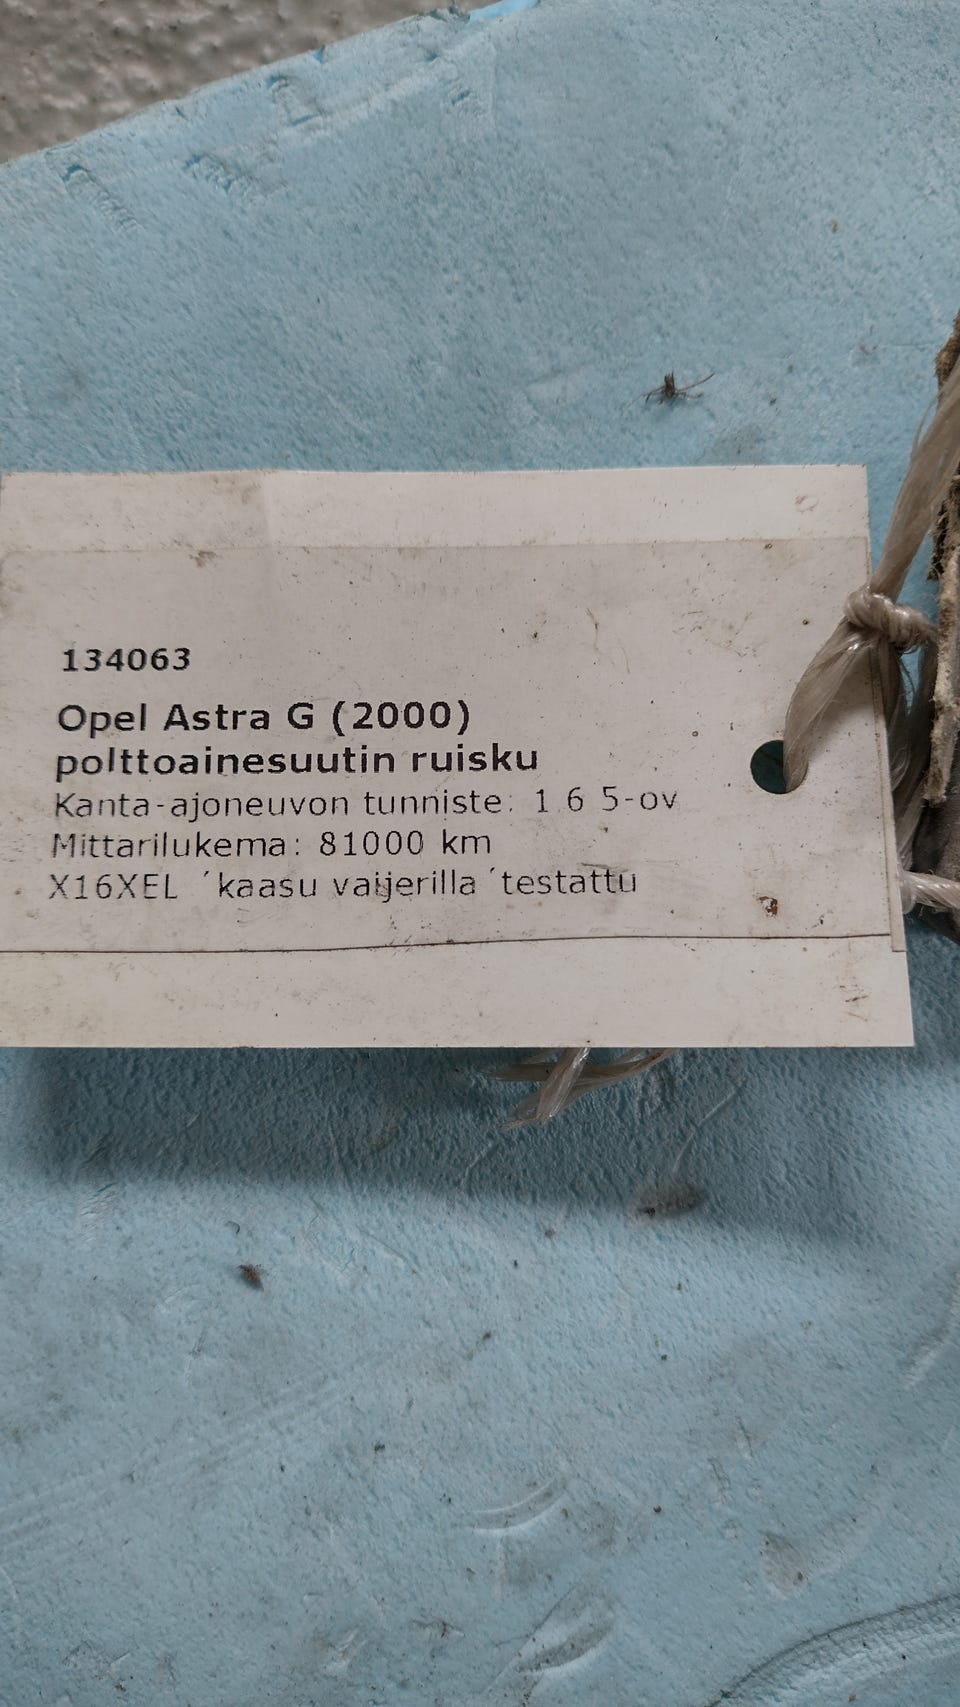 134063
Opel Astra G (2000)
polttoainesuutin ruisku
Kanta-ajoneuvon tunniste: 1 6 5-ov
Mittarilukema: 81000 km
X16XEL ´kaasu vaijerilla ´testattu